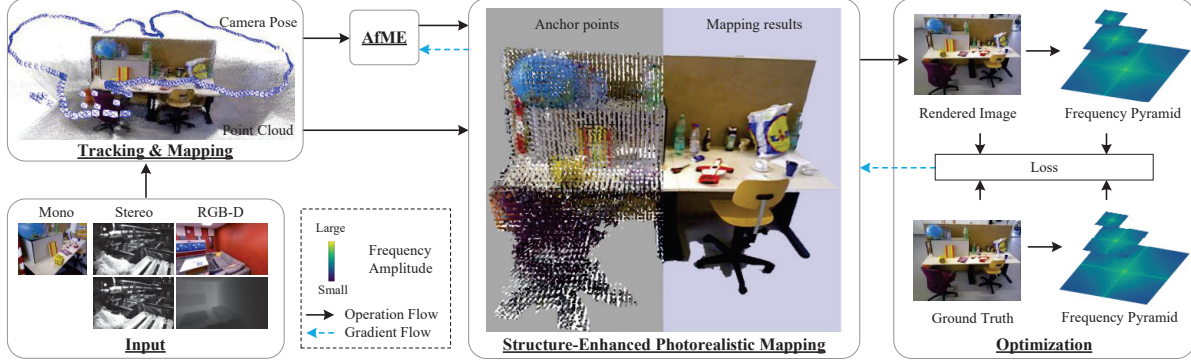 Camera Pose
Point Cloud
Tracking & Mapping
AfME
Anchor points
Mapping results
Structure-Enhanced Photorealistic Mapping
Rendered Image
Frequency Pyramid
Loss
Ground Truth
Frequency Pyramid
Optimization
Mono
Stereo
RGB-D
Input
Large
Frequency
Amplitude
Small
Operation Flow
Gradient Flow